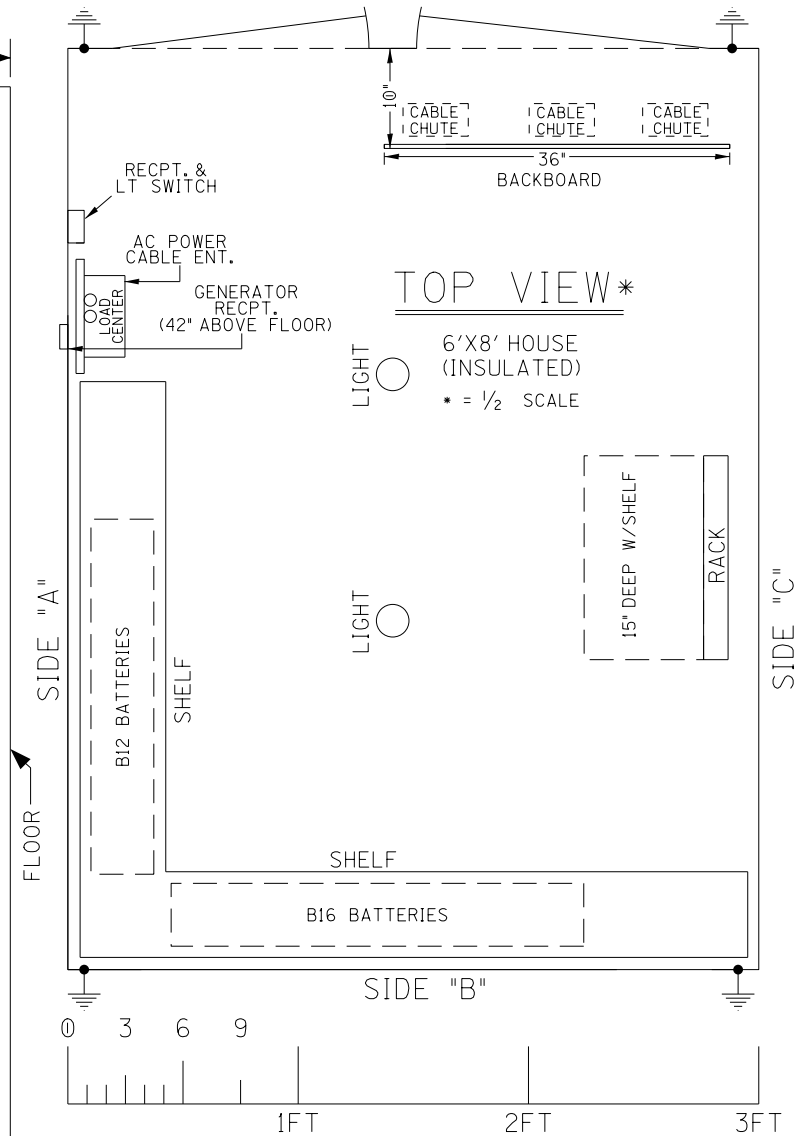 10"
CABLE
CHUTE
CABLE
CHUTE
CABLE
CHUTE
36"
BACKBOARD
RECPT. &
LT SWITCH
AC POWER
CABLE ENT.
GENERATOR
RECPT.
(42" ABOVE FLOOR)
LOAD
CENTER
TOP VIEW*
6'X8' HOUSE
(INSULATED)
* = 1/2 SCALE
LIGHT
LIGHT
15" DEEP W/SHELF
RACK
SIDE "A"
SIDE "C"
B12 BATTERIES
SHELF
FLOOR
SHELF
B16 BATTERIES
SIDE "B"
0 3 6 9
1FT 2FT 3FT